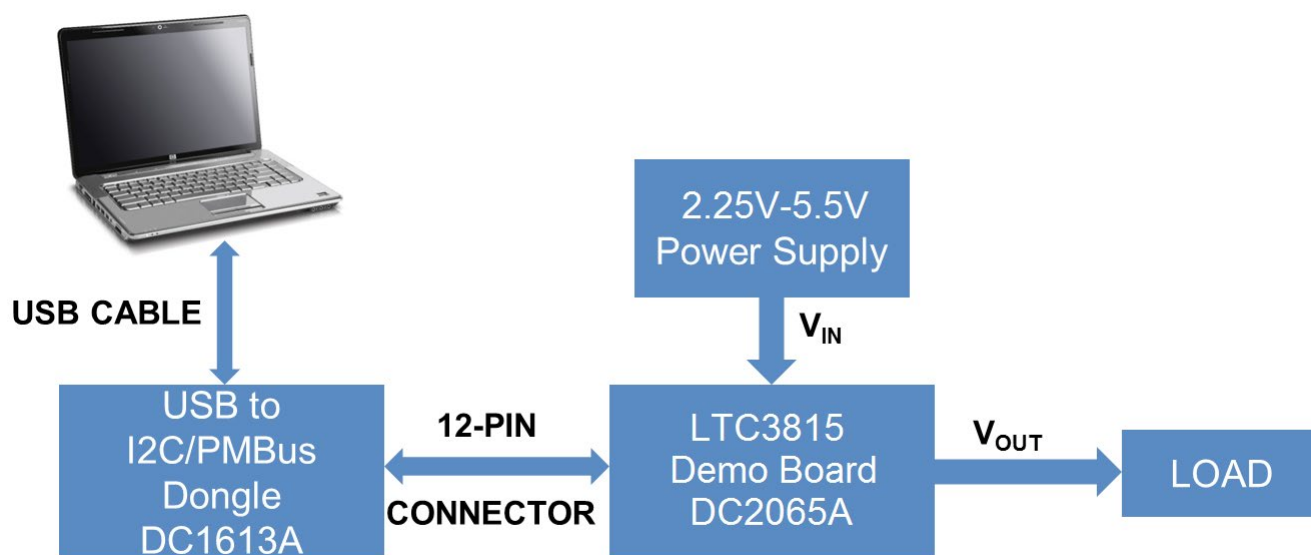 2.25V-5.5V
Power Supply
USB CABLE
VIN
USB to
I2C/PMBus
Dongle
DC1613A
12-PIN
CONNECTOR
LTC3815
Demo Board
DC2065A
VOUT
LOAD